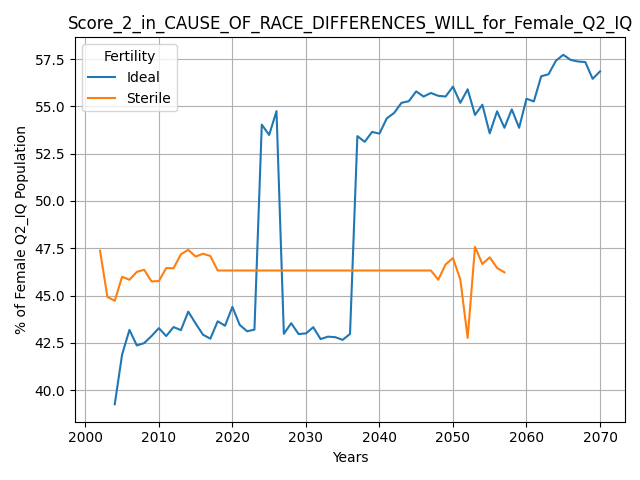 Score_2_in_CAUSE_OF_RACE_DIFFERENCES_WILL_for_Female_Q2_IQ
Fertility
Ideal
Sterile
57.5
55.0
52.5
50.0
47.5
45.0
42.5
40.0
% of Female Q2_IQ Population
2000 2010 2020 2030 2040 2050 2060 2070
Years